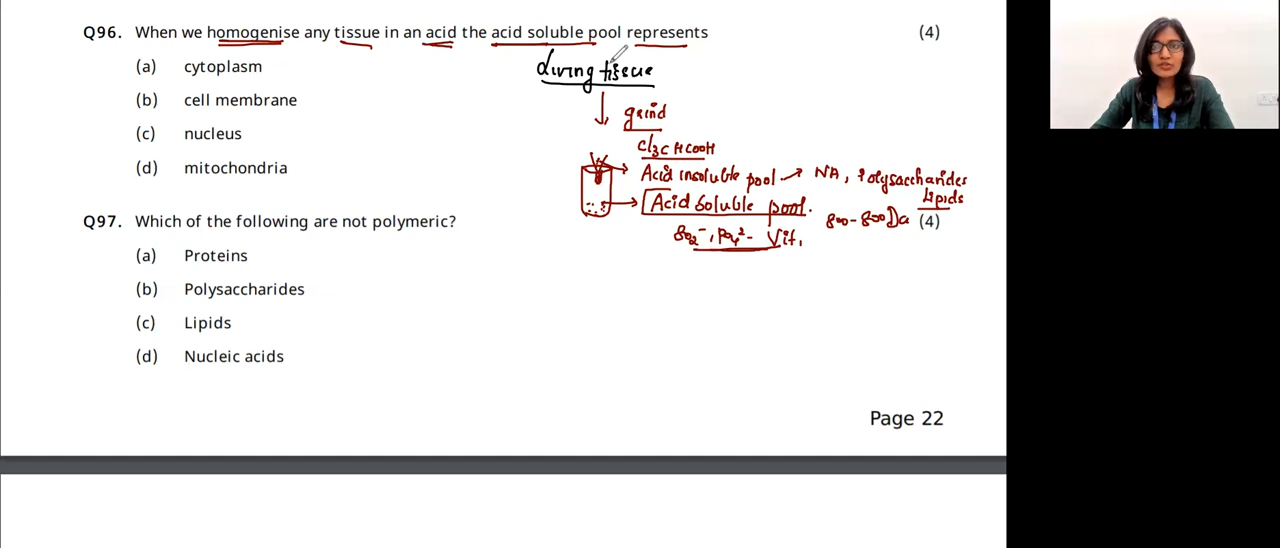 Q96. When we homogenise any tissue in an acid the acid soluble pool represents (4)
(a) cytoplasm
(b) cell membrane
(c) nucleus
(d) mitochondria
Living tissue
grind
Cl3C HCOOH
Acid insoluble pool → NA, Polysaccharides
Lipids
Acid Soluble pool.
Vit,
Q97. Which of the following are not polymeric? (4)
(a) Proteins
(b) Polysaccharides
(c) Lipids
(d) Nucleic acids
Page 22